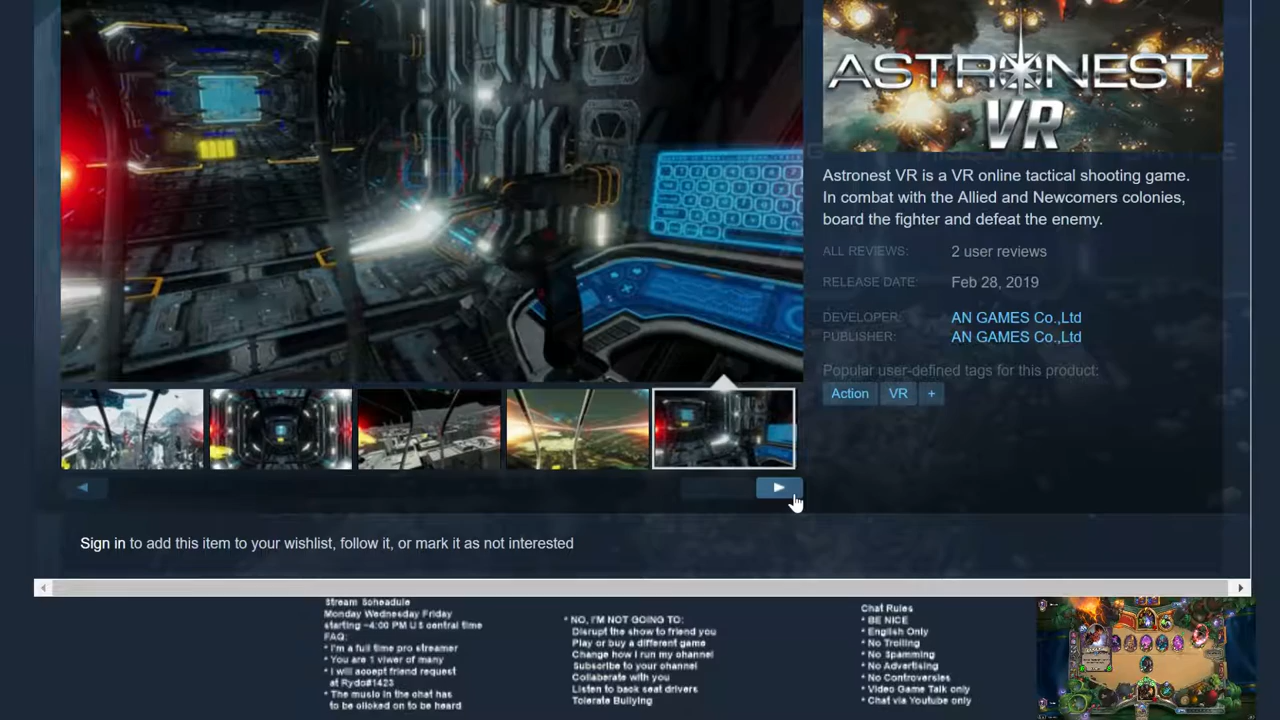 ASTRONEST
VR
Astronest VR is a VR online tactical shooting game.
In combat with the Allied and Newcomers colonies,
board the fighter and defeat the enemy.
ALL REVIEWS: 2 user reviews
RELEASE DATE: Feb 28, 2019
DEVELOPER: AN GAMES Co.,Ltd
PUBLISHER: AN GAMES Co.,Ltd
Popular user-defined tags for this product:
Action VR +
Sign in to add this item to your wishlist, follow it, or mark it as not interested
Stream Soheadule
Monday Wednesday Friday
starting ~4:00 PM US central time
FAQ:
* I'm a full time pro streamer
* You are 1 viwer of many
* I will accept friend request
at Rydo#1423
* The musio in the ohat has
to be olioked on to be heard
* NO, I'M NOT GOING TO:
Disrupt the show to friend you
Play or buy a different game
Change how I run my channel
Subscribe to your channel
Collaborate with you
Listen to back seat drivers
Tolerate Bullying
Chat Rules
* BE NICE
* English Only
* No Trolling
* No Spamming
* No Advertising
* No Controversies
* Video Game Talk only
* Chat via Youtube only